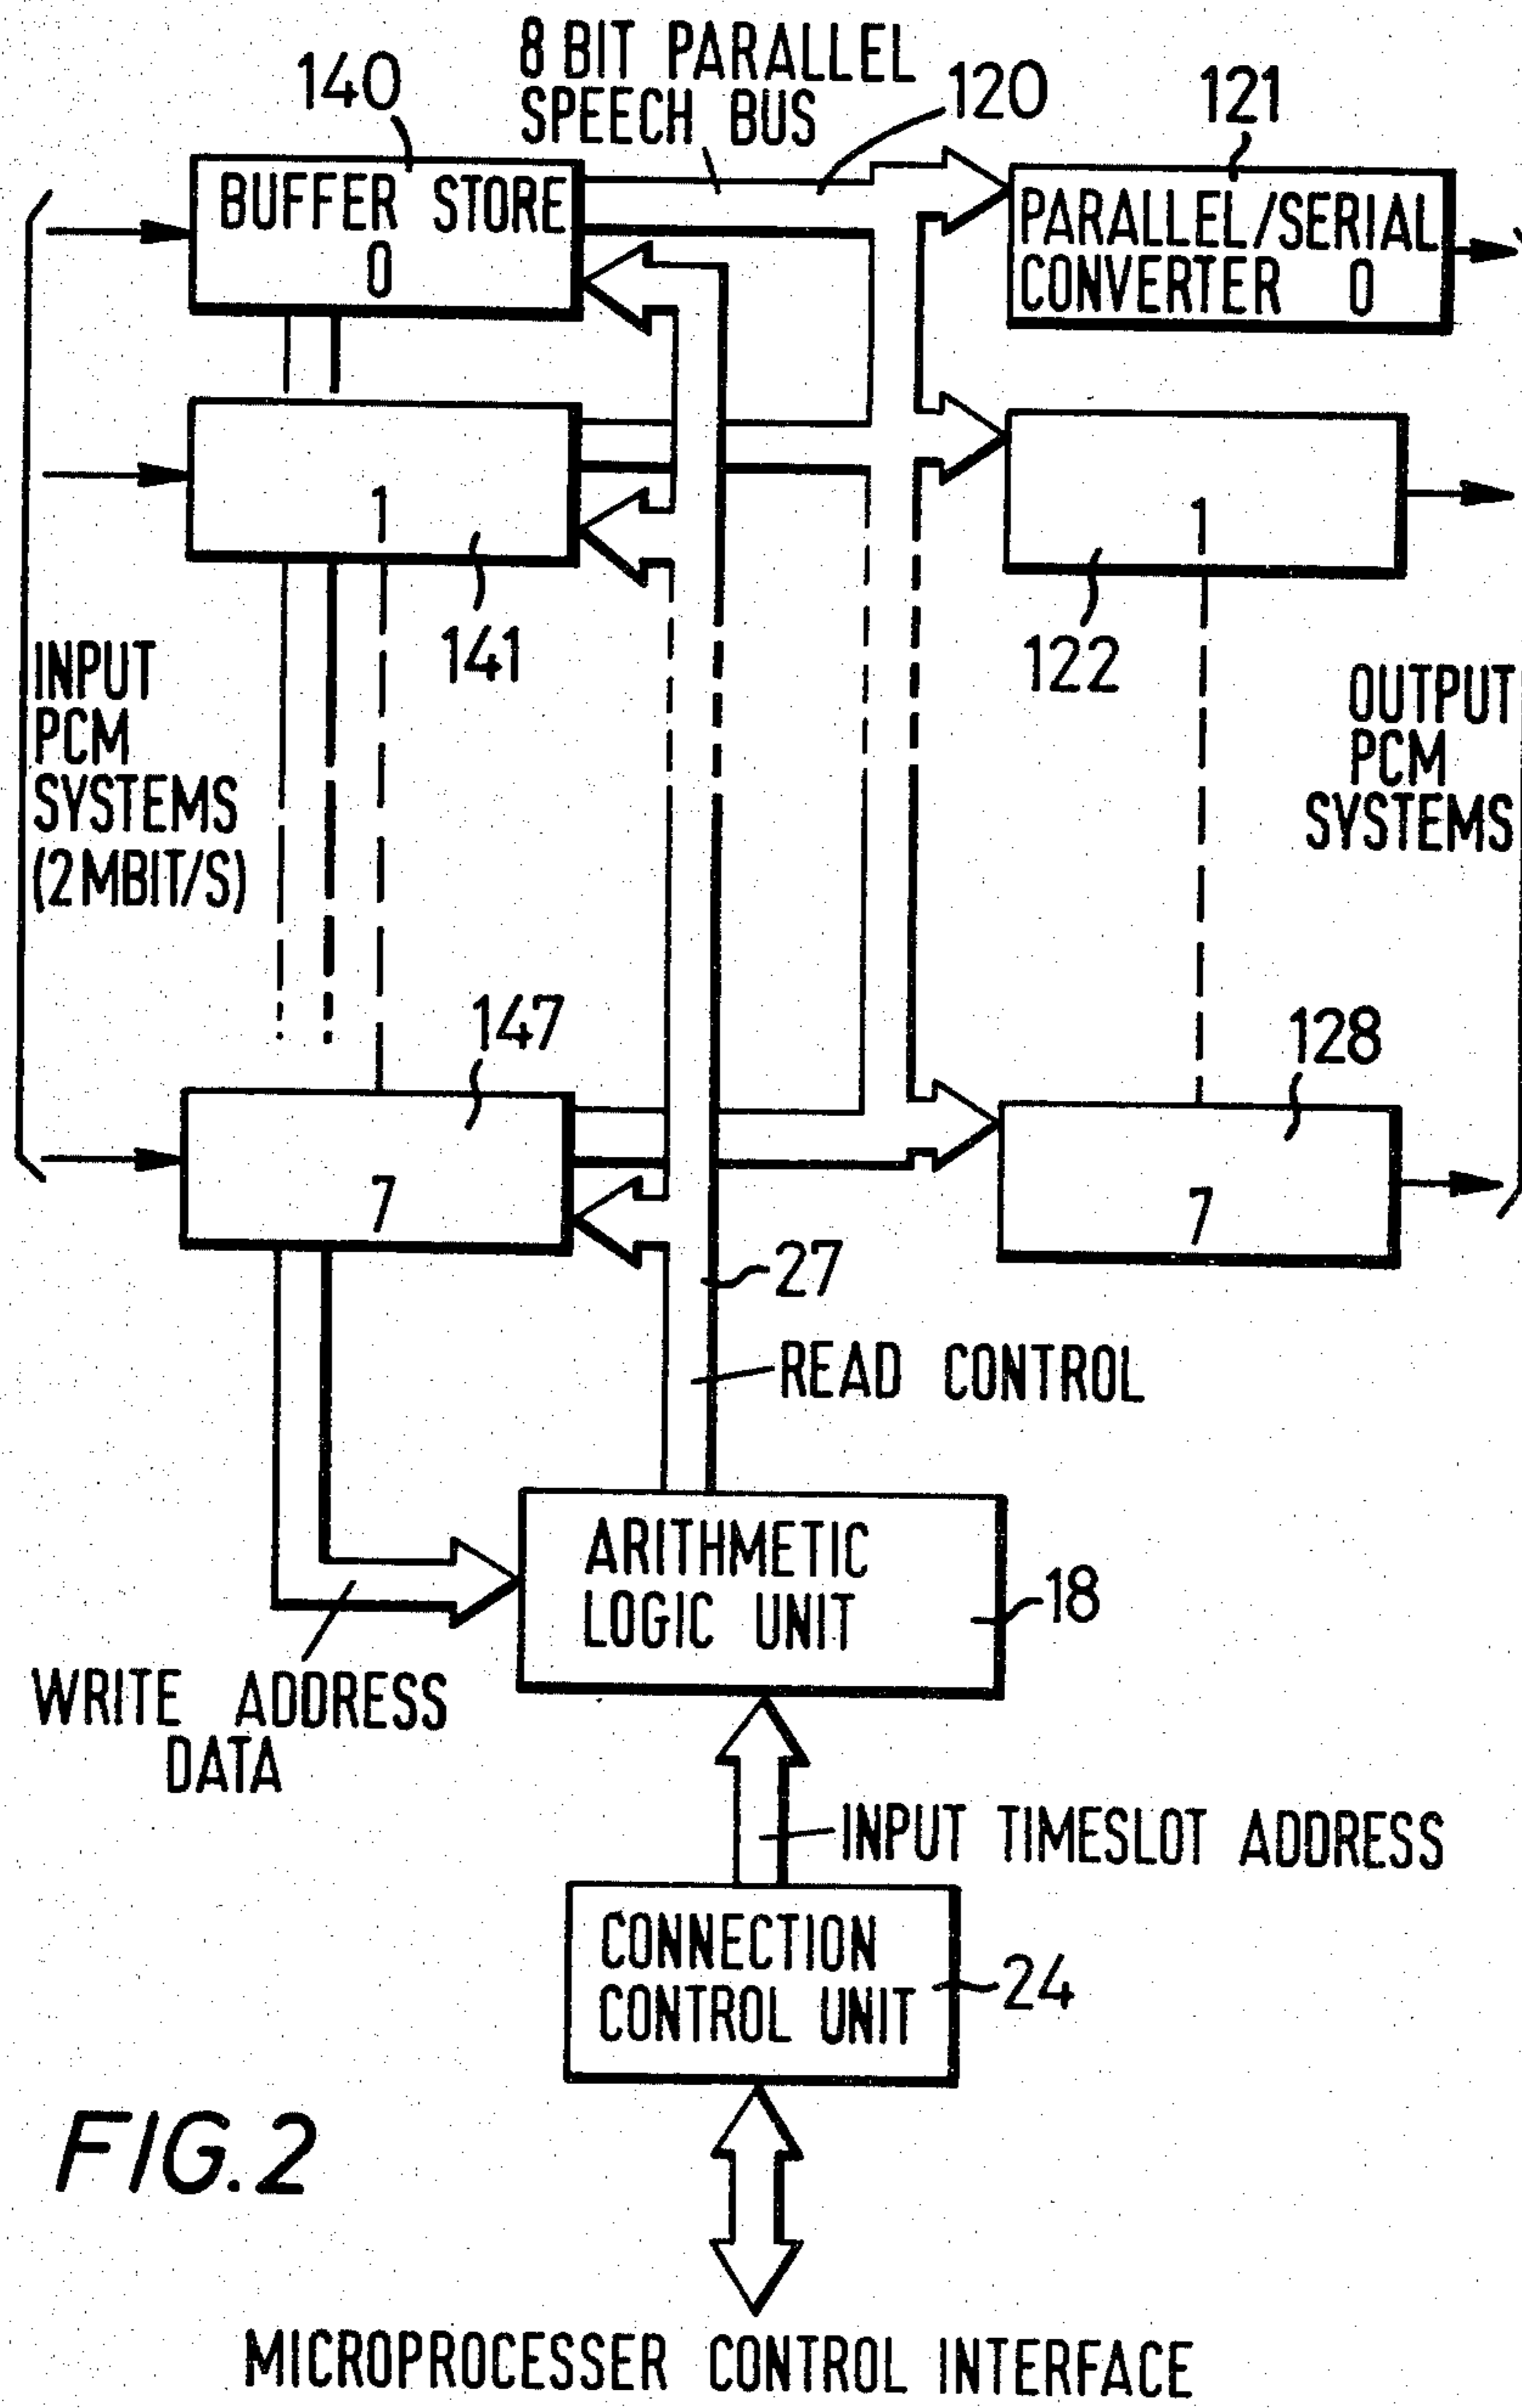 8 BIT PARALLEL
SPEECH BUS
140
120
121
BUFFER STORE
0
PARALLEL/SERIAL
CONVERTER 0
1
141
1
122
INPUT
PCM
SYSTEMS
(2MBIT/S)
OUTPUT
PCM
SYSTEMS
147
7
128
7
27
READ CONTROL
ARITHMETIC
LOGIC UNIT
18
WRITE ADDRESS
DATA
INPUT TIMESLOT ADDRESS
CONNECTION
CONTROL UNIT
24
FIG.2
MICROPROCESSER CONTROL INTERFACE